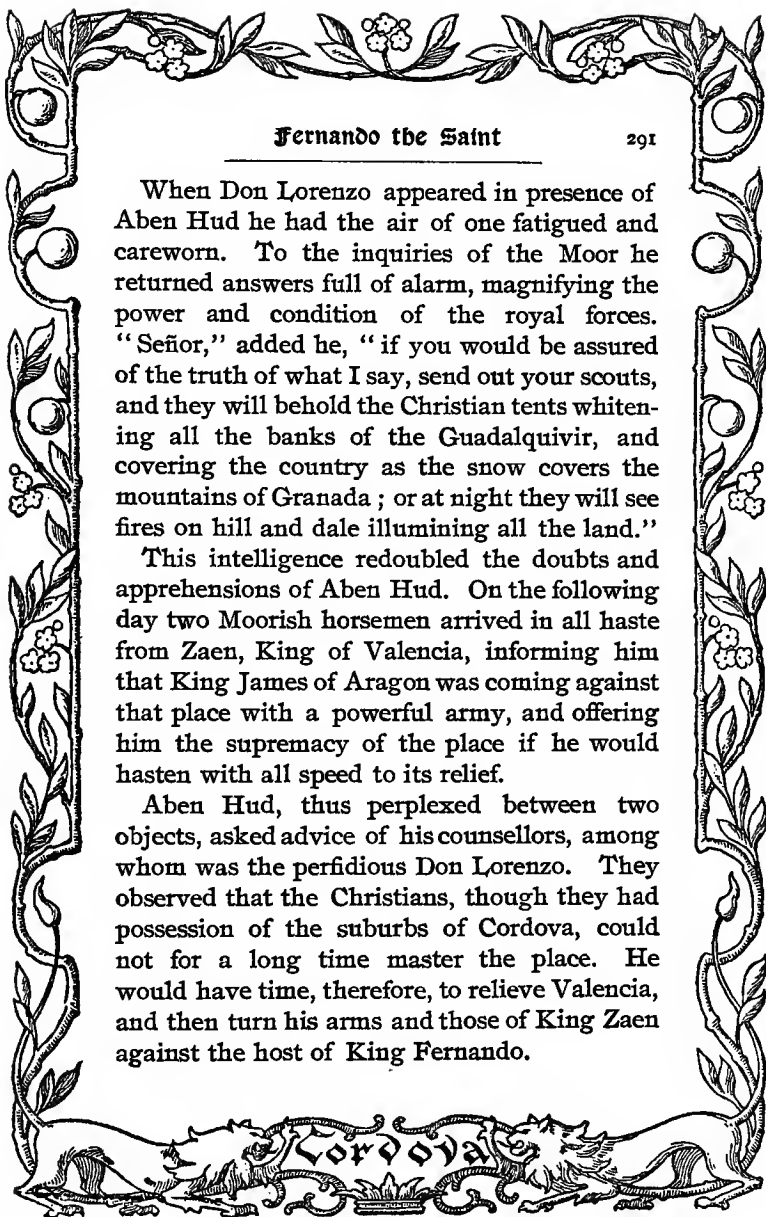 Fernando the Saint 291
When Don Lorenzo appeared in presence of
Aben Hud he had the air of one fatigued and
careworn. To the inquiries of the Moor he
returned answers full of alarm, magnifying the
power and condition of the royal forces.
"Señor," added he, "if you would be assured
of the truth of what I say, send out your scouts,
and they will behold the Christian tents whiten-
ing all the banks of the Guadalquivir, and
covering the country as the snow covers the
mountains of Granada ; or at night they will see
fires on hill and dale illumining all the land."
This intelligence redoubled the doubts and
apprehensions of Aben Hud. On the following
day two Moorish horsemen arrived in all haste
from Zaen, King of Valencia, informing him
that King James of Aragon was coming against
that place with a powerful army, and offering
him the supremacy of the place if he would
hasten with all speed to its relief.
Aben Hud, thus perplexed between two
objects, asked advice of his counsellors, among
whom was the perfidious Don Lorenzo. They
observed that the Christians, though they had
possession of the suburbs of Cordova, could
not for a long time master the place. He
would have time, therefore, to relieve Valencia,
and then turn his arms and those of King Zaen
against the host of King Fernando.
Cordova